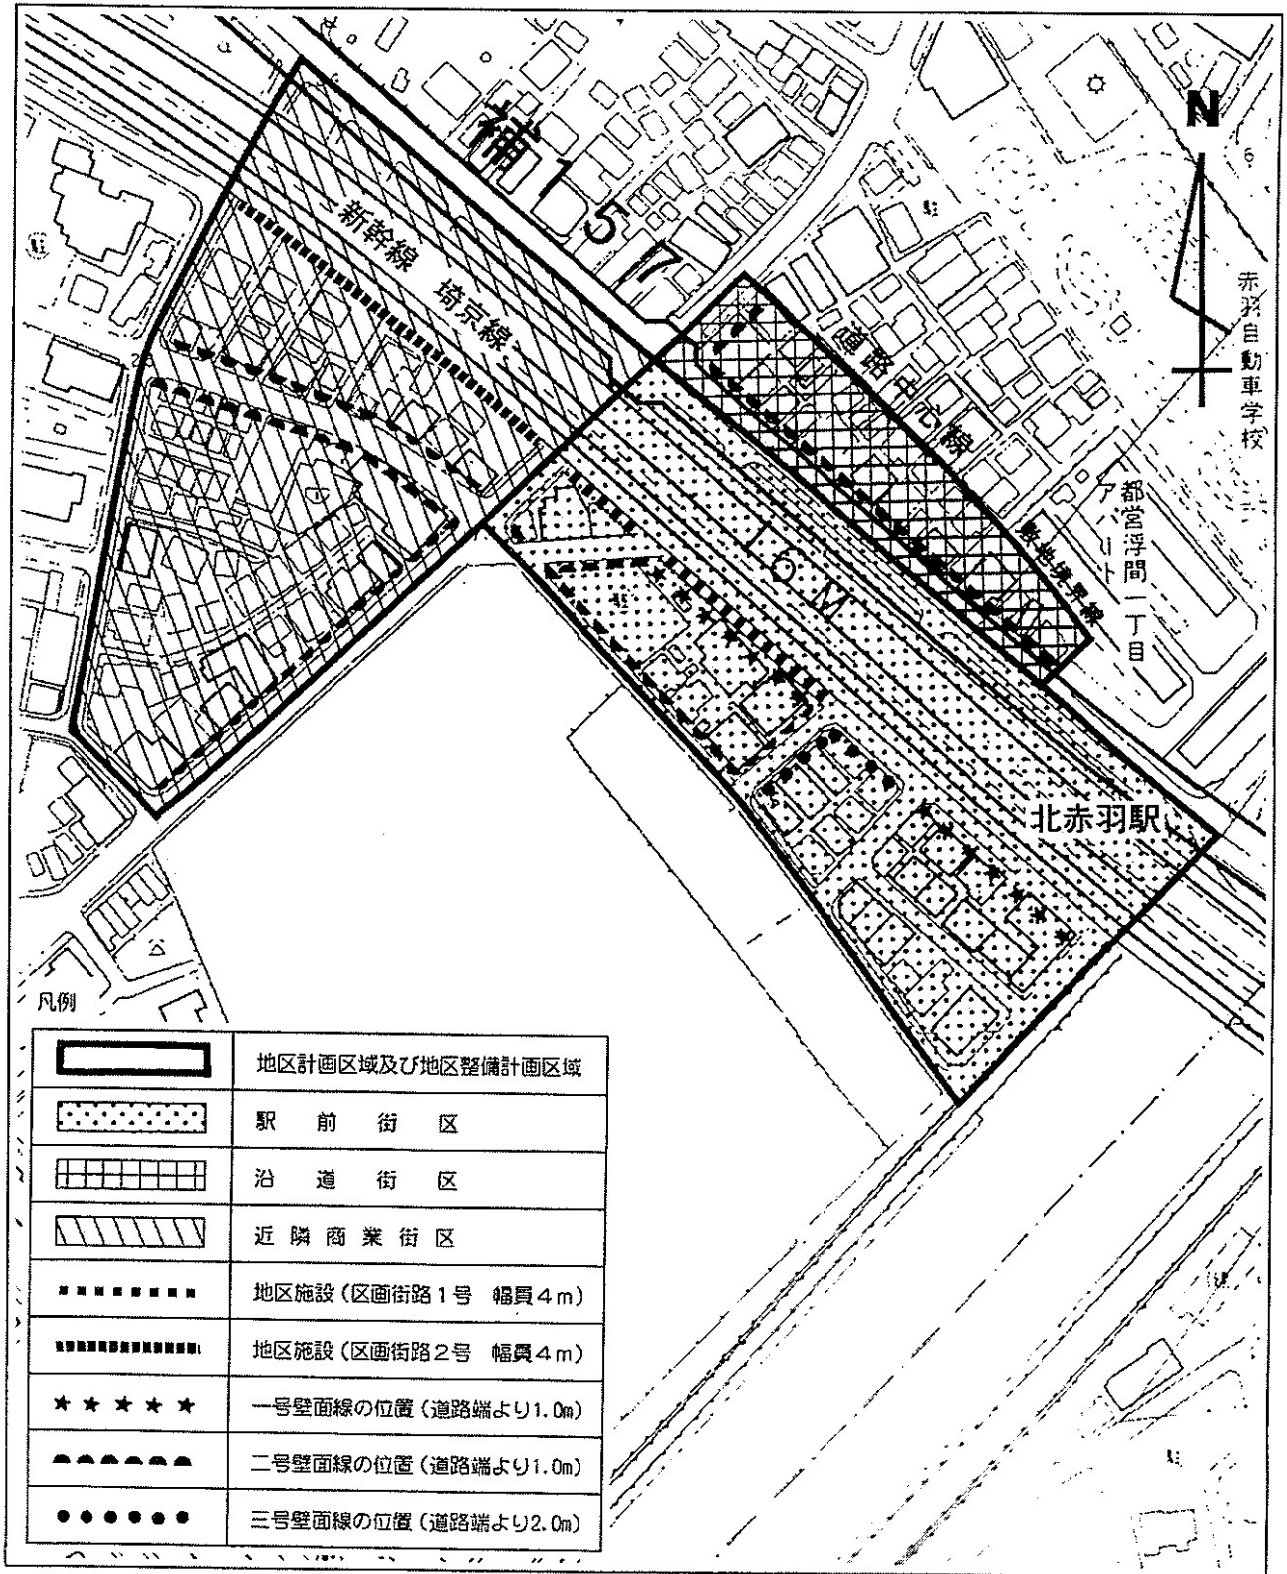 補157
N
新幹線 埼京線
道路中心線
敷地境界線
赤羽自動車学校
都営浮間一丁目
アパート
16M
北赤羽駅
凡例
地区計画区域及び地区整備計画区域
駅前街区
沿道街区
近隣商業街区
地区施設(区画街路1号 幅員4m)
地区施設(区画街路2号 幅員4m)
一号壁面線の位置(道路端より1.0m)
二号壁面線の位置(道路端より1.0m)
三号壁面線の位置(道路端より2.0m)